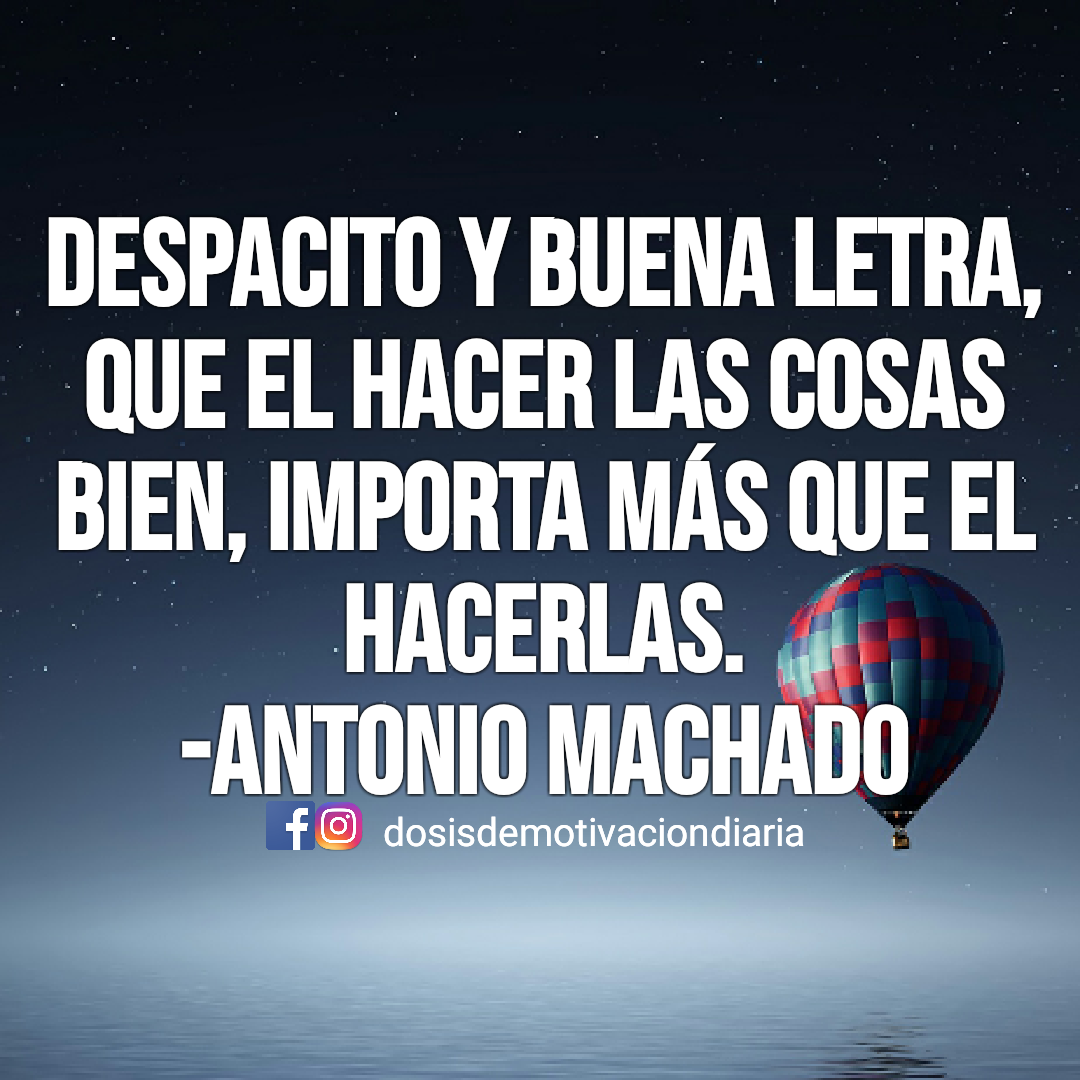 DESPACITO Y BUENA LETRA,
QUE EL HACER LAS COSAS
BIEN, IMPORTA MÁS QUE EL
HACERLAS.
-ANTONIO MACHADO
dosisdemotivaciondiaria